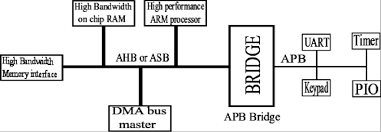 High Bandwidth
on chip RAM
High performance
ARM processor
High Bandwidth
Memory interface
AHB or ASB
DMA bus
master
BRIDGE
APB Bridge
APB
UART
Timer
Keypad
PIO